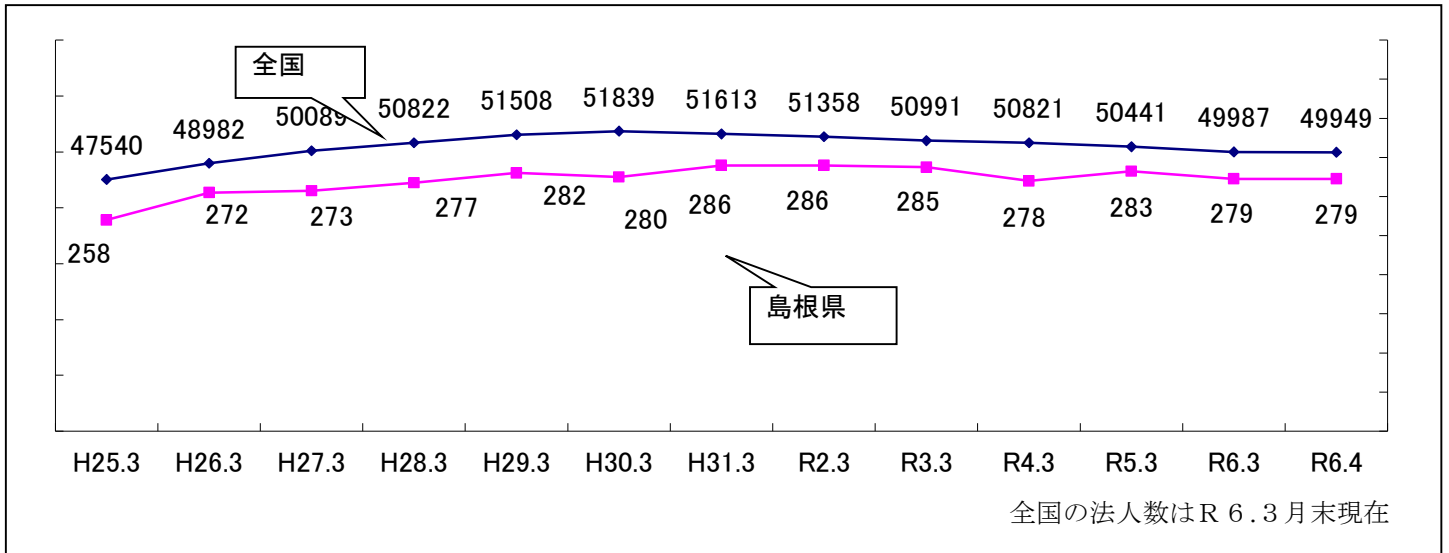 全国
47540 48982 50089 50822 51508 51839 51613 51358 50991 50821 50441 49987 49949
258 272 273 277 282 280 286 286 285 278 283 279 279
島根県
H25.3 H26.3 H27.3 H28.3 H29.3 H30.3 H31.3 R2.3 R3.3 R4.3 R5.3 R6.3 R6.4
全国の法人数はR 6.3月末現在